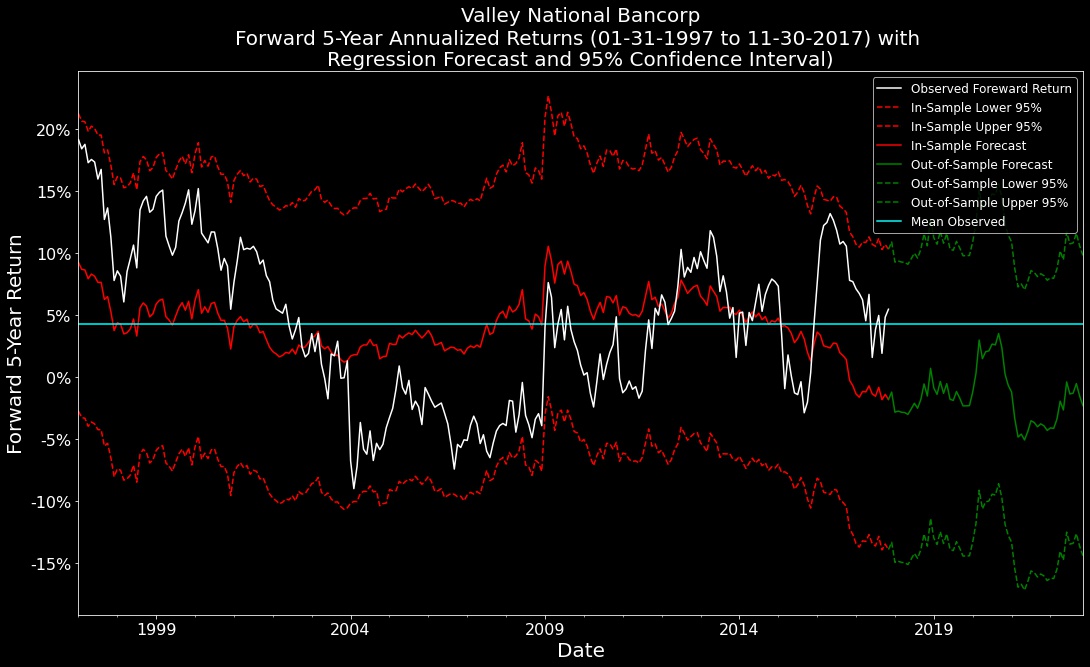 Valley National Bancorp
Forward 5-Year Annualized Returns (01-31-1997 to 11-30-2017) with
Regression Forecast and 95% Confidence Interval)
Observed Foreward Return
In-Sample Lower 95%
In-Sample Upper 95%
In-Sample Forecast
Out-of-Sample Forecast
Out-of-Sample Lower 95%
Out-of-Sample Upper 95%
Mean Observed
Forward 5-Year Return
20%
15%
10%
5%
0%
-5%
-10%
-15%
1999
2004
2009
2014
2019
Date